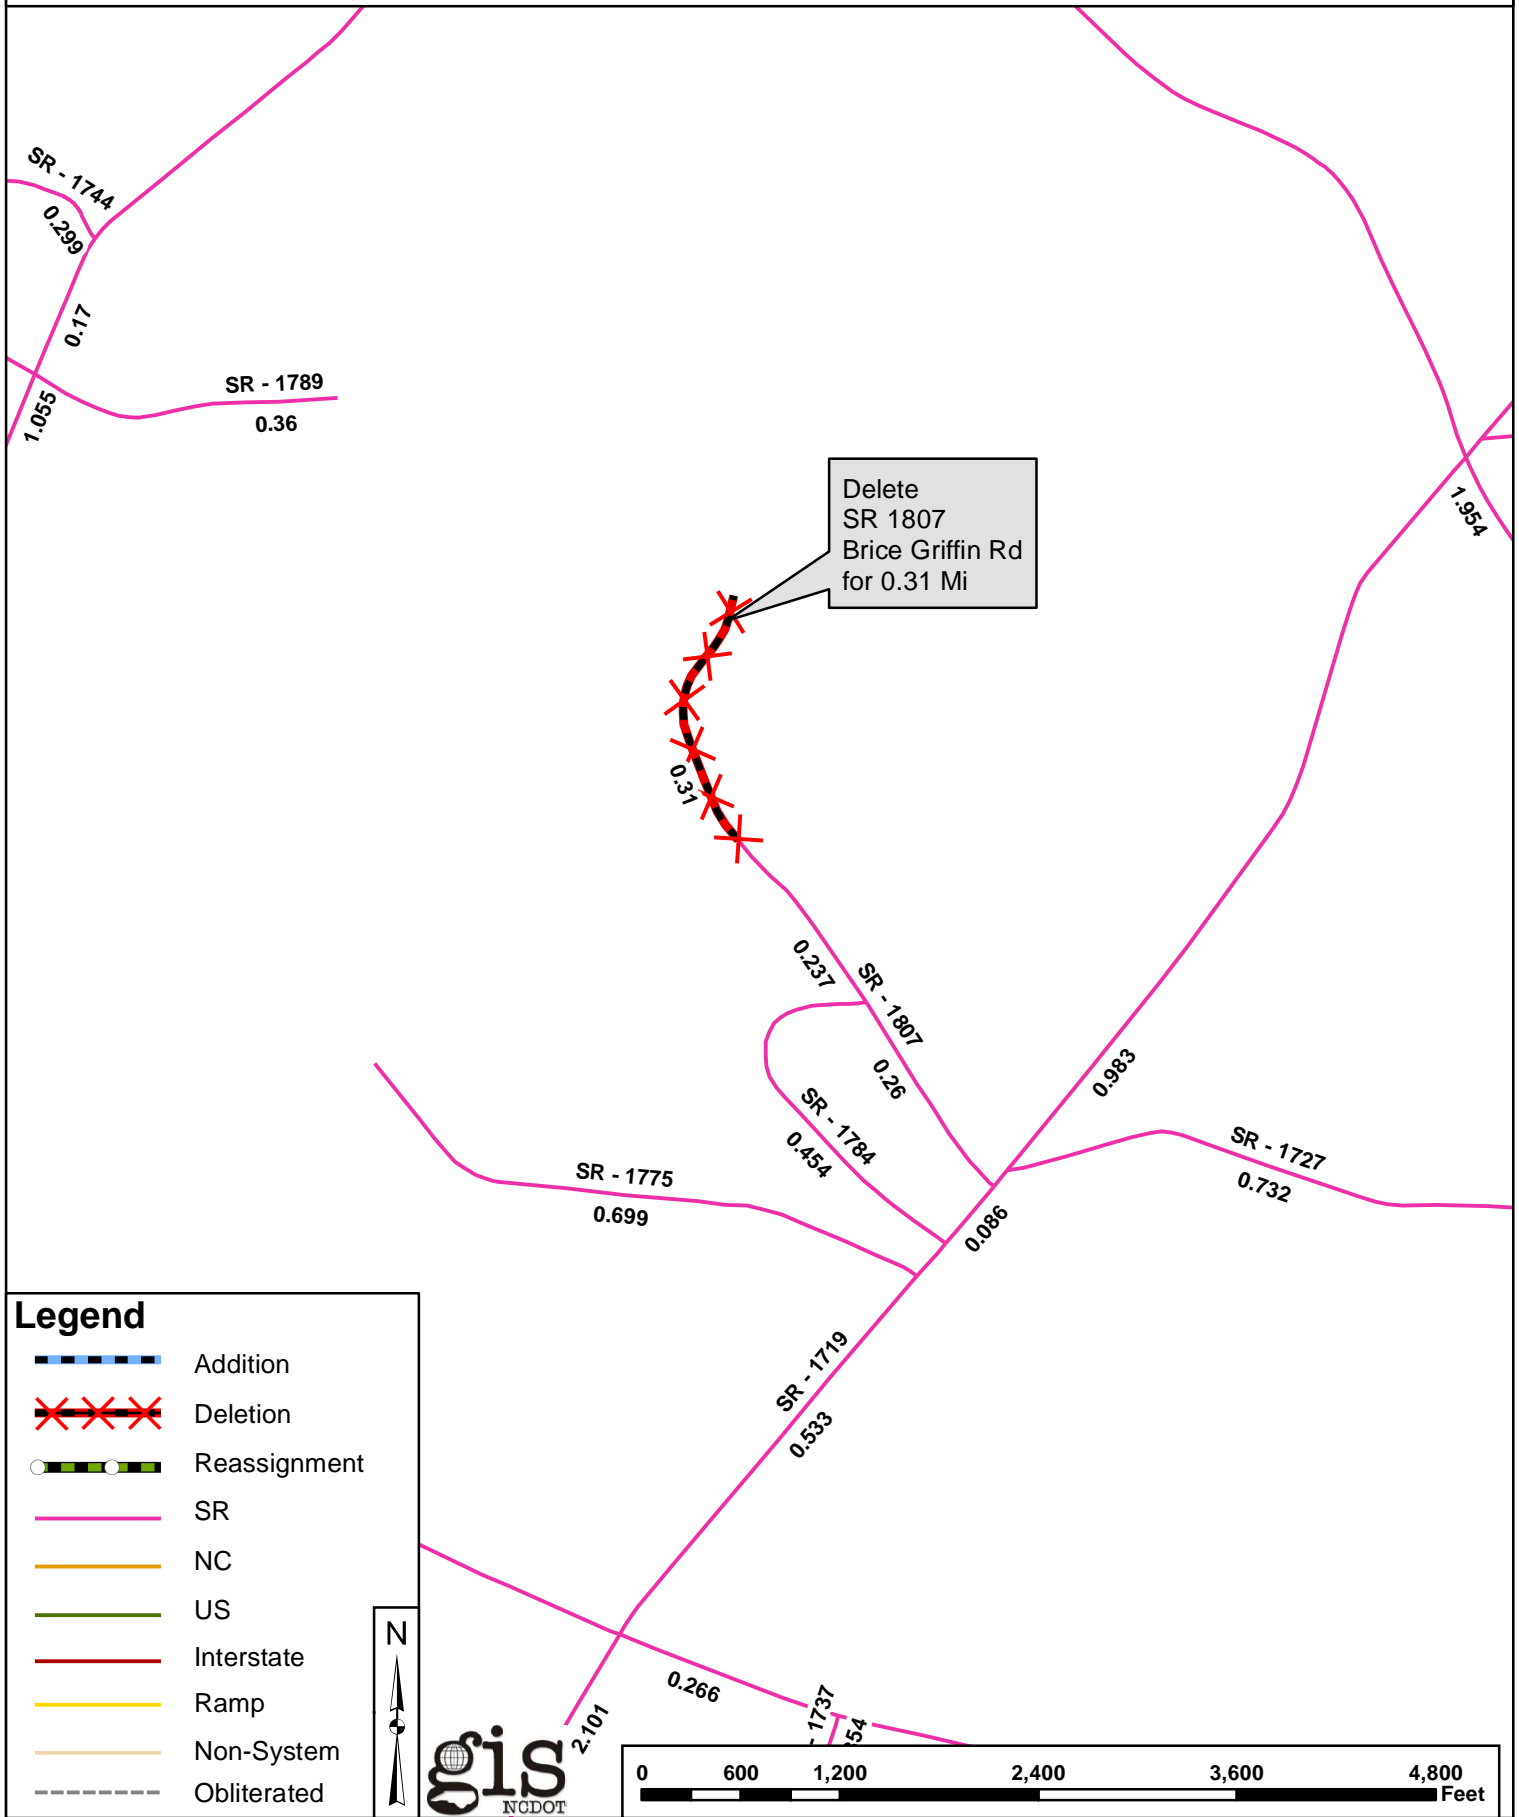 SR - 1744
0.299
0.17
1.055
SR - 1789
0.36
Delete
SR 1807
Brice Griffin Rd
for 0.31 Mi
1.954
0.31
0.237
SR - 1807
0.26
0.983
SR - 1784
0.454
SR - 1727
0.732
SR - 1775
0.699
0.086
SR - 1719
0.533
0.266
2.101
- 1737
Legend
Addition
Deletion
Reassignment
SR
NC
US
Interstate
Ramp
Non-System
Obliterated
N
gis
NCDOT
0 600 1,200 2,400 3,600 4,800
Feet